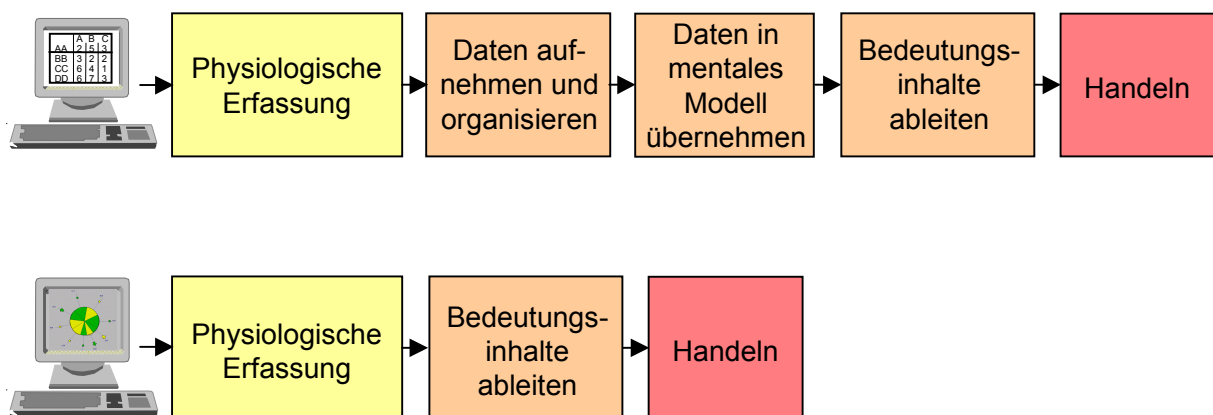 A B C
AA 2 5 3
BB 3 2 2
CC 6 4 1
DD 6 7 3
Physiologische
Erfassung
Daten auf-
nehmen und
organisieren
Daten in
mentales
Modell
übernehmen
Bedeutungs-
inhalte
ableiten
Handeln
Physiologische
Erfassung
Bedeutungs-
inhalte
ableiten
Handeln